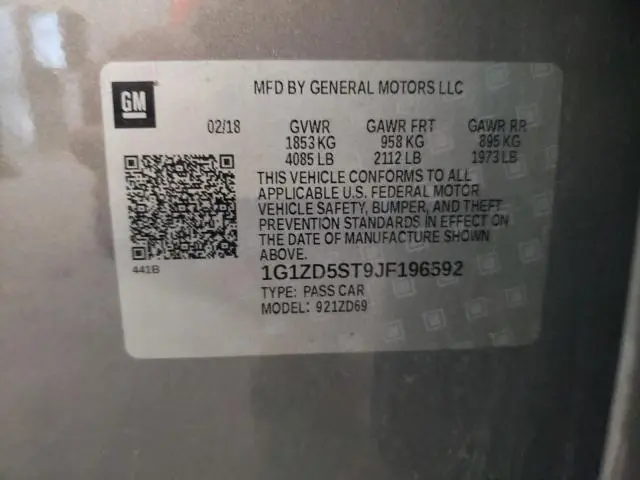 GM
MFD BY GENERAL MOTORS LLC
02/18 GVWR GAWR FRT GAWR RR
1853 KG 958 KG 895 KG
4085 LB 2112 LB 1973 LB
THIS VEHICLE CONFORMS TO ALL
APPLICABLE U.S. FEDERAL MOTOR
VEHICLE SAFETY, BUMPER, AND THEFT
PREVENTION STANDARDS IN EFFECT ON
THE DATE OF MANUFACTURE SHOWN
ABOVE.
441B
1G1ZD5ST9JF196592
TYPE: PASS CAR
MODEL: 921ZD69